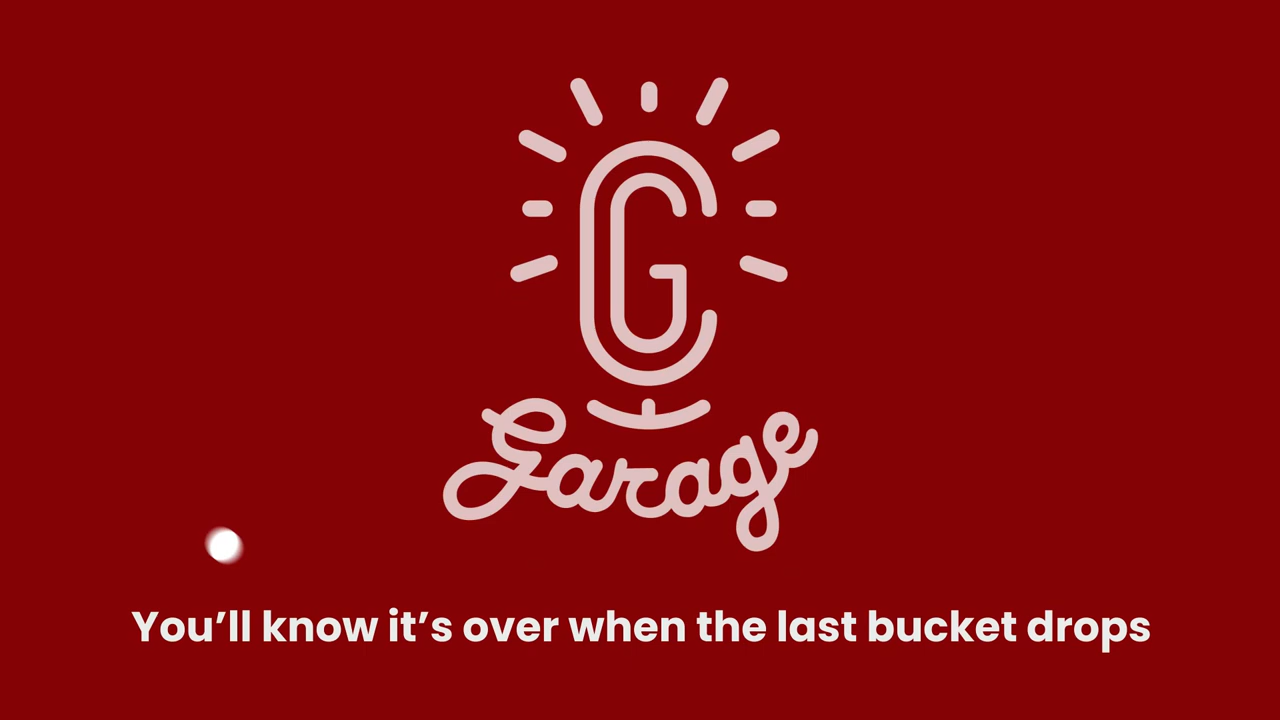 G
Garage
You’ll know it’s over when the last bucket drops